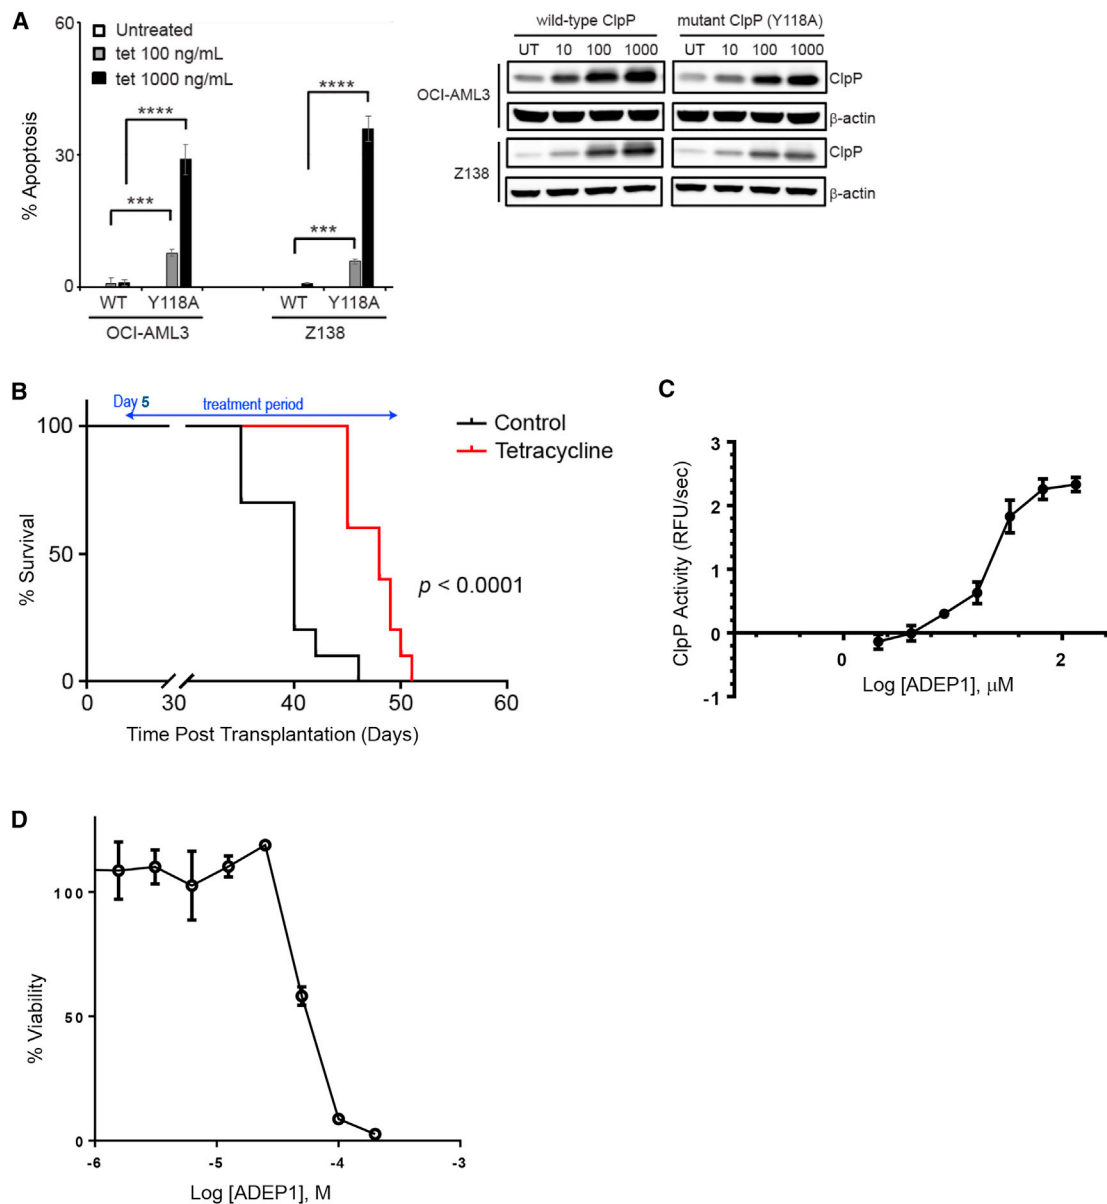 A
60
30
0
% Apoptosis
Untreated
tet 100 ng/mL
tet 1000 ng/mL
****
***
****
***
WT Y118A WT Y118A
OCI-AML3 Z138
wild-type ClpP mutant ClpP (Y118A)
UT 10 100 1000 UT 10 100 1000
OCI-AML3
ClpP
β-actin
Z138
ClpP
β-actin
B
Day 5 treatment period
100
50
0
% Survival
Control
Tetracycline
p < 0.0001
0 30 40 50 60
Time Post Transplantation (Days)
C
3
2
1
0
-1
ClpP Activity (RFU/sec)
0 2
Log [ADEP1], μM
D
100
50
0
% Viability
-6 -5 -4 -3
Log [ADEP1], M